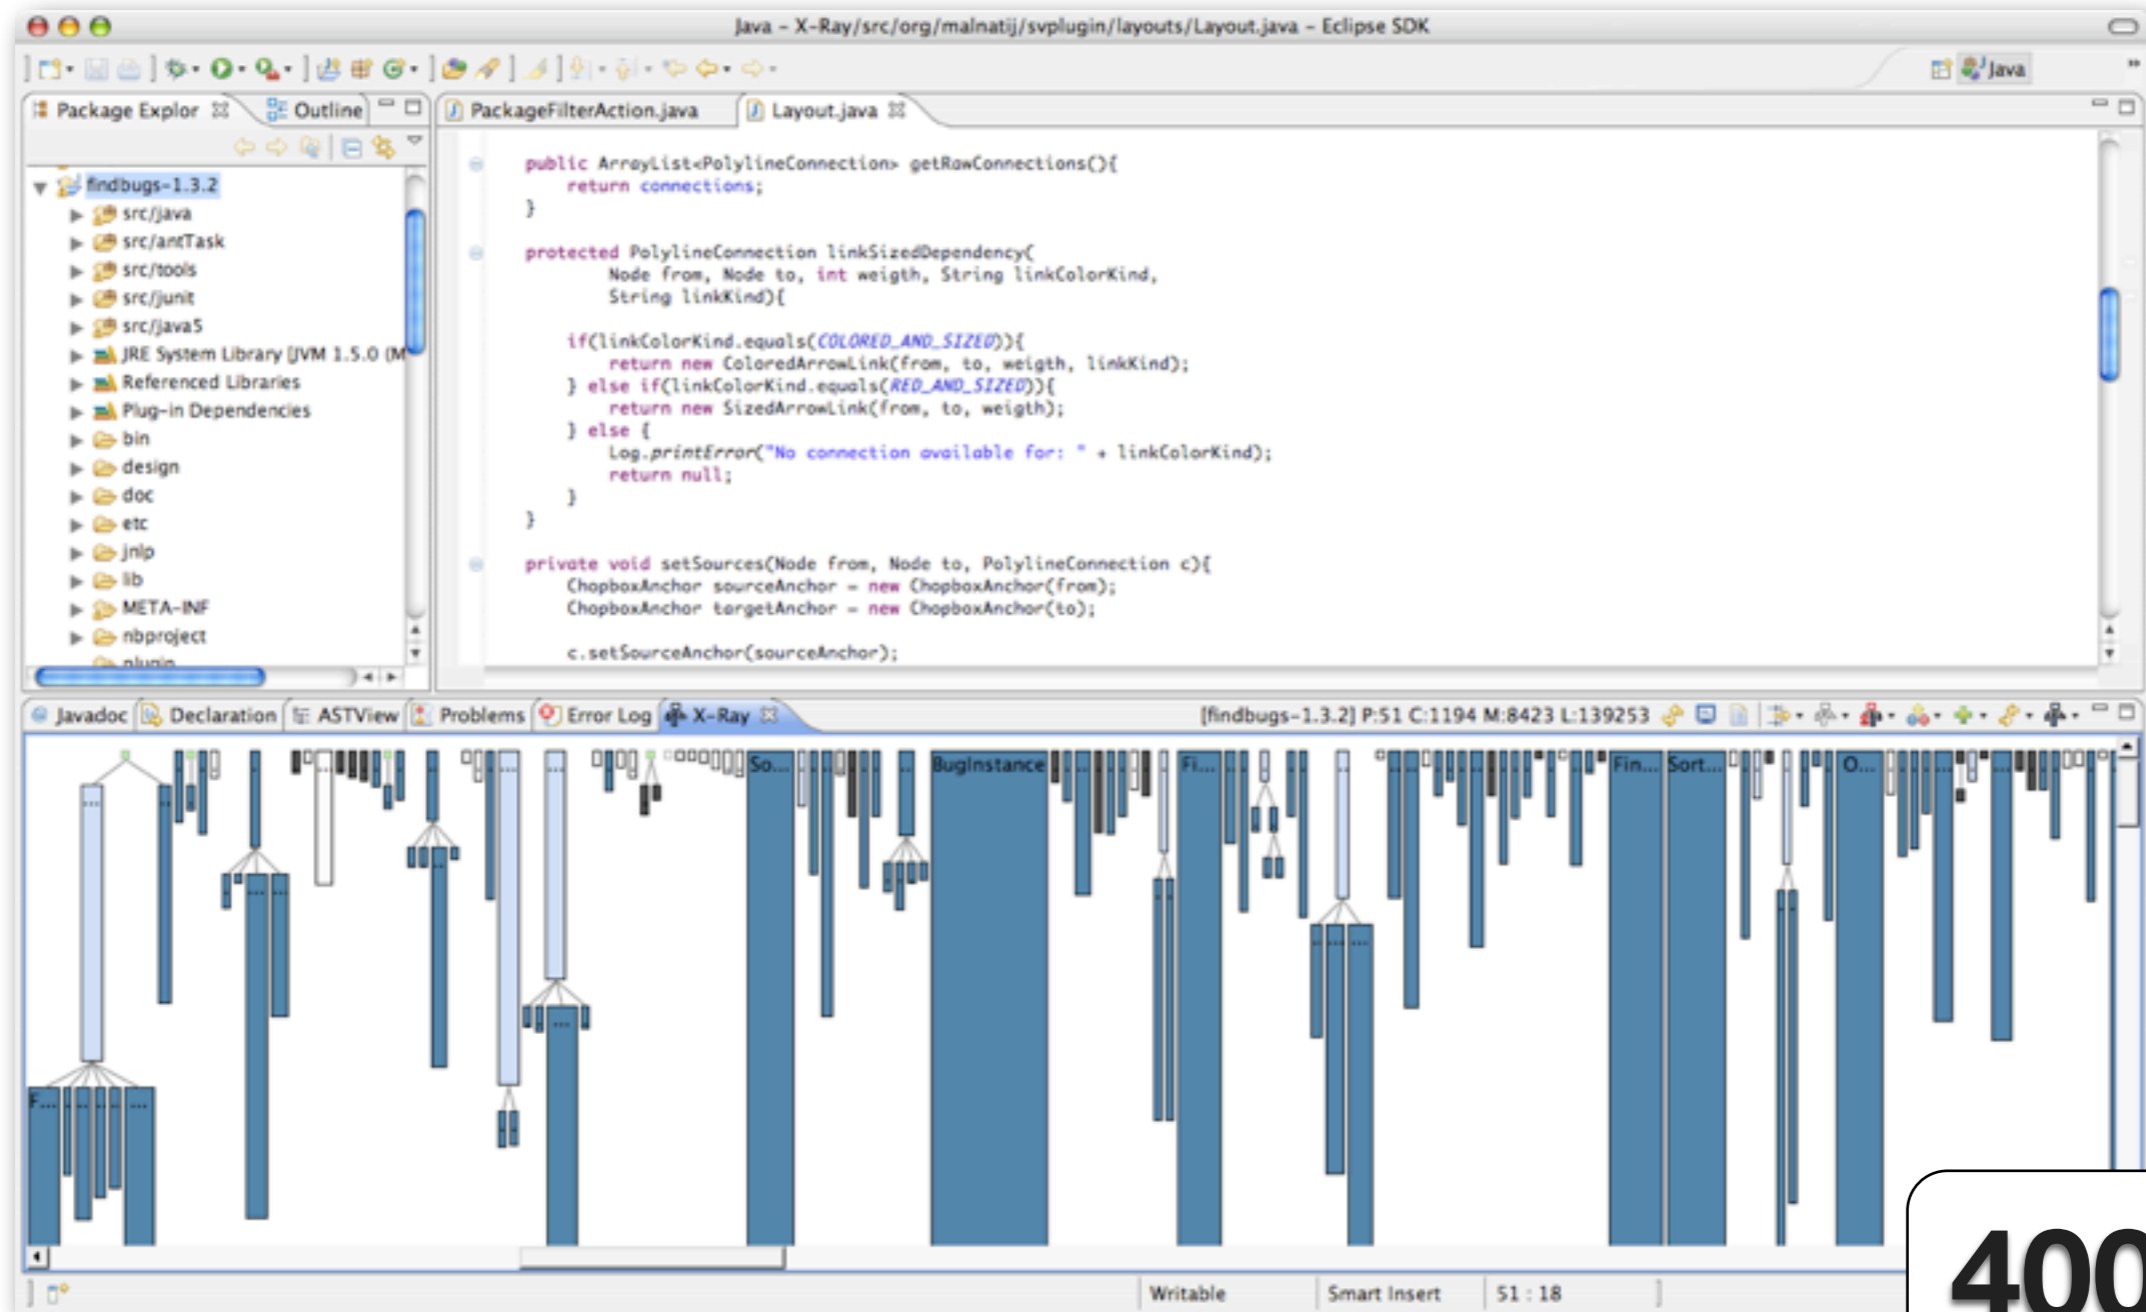 Java – X-Ray/src/org/malnatij/svplugin/layouts/Layout.java – Eclipse SDK
Java
Package Explor
Outline
PackageFilterAction.java
Layout.java
findbugs-1.3.2
src/java
src/antTask
src/tools
src/junit
src/java5
JRE System Library [JVM 1.5.0 (M
Referenced Libraries
Plug-in Dependencies
bin
design
doc
etc
jnlp
lib
META-INF
nbproject
plugin
public ArrayList<PolylineConnection> getRawConnections(){
return connections;
}
protected PolylineConnection linkSizedDependency(
Node from, Node to, int weigth, String linkColorKind,
String linkKind){
if(linkColorKind.equals(COLORED_AND_SIZED)){
return new ColoredArrowLink(from, to, weigth, linkKind);
} else if(linkColorKind.equals(RED_AND_SIZED)){
return new SizedArrowLink(from, to, weigth);
} else {
Log.printError("No connection available for: " + linkColorKind);
return null;
}
}
private void setSources(Node from, Node to, PolylineConnection c){
ChopboxAnchor sourceAnchor = new ChopboxAnchor(from);
ChopboxAnchor targetAnchor = new ChopboxAnchor(to);
c.setSourceAnchor(sourceAnchor);
Javadoc
Declaration
ASTView
Problems
Error Log
X-Ray
[findbugs-1.3.2] P:51 C:1194 M:8423 L:139253
So...
BugInstance
Fi...
Fin...
Sort...
O...
F...
Writable
Smart Insert
51 : 18
400